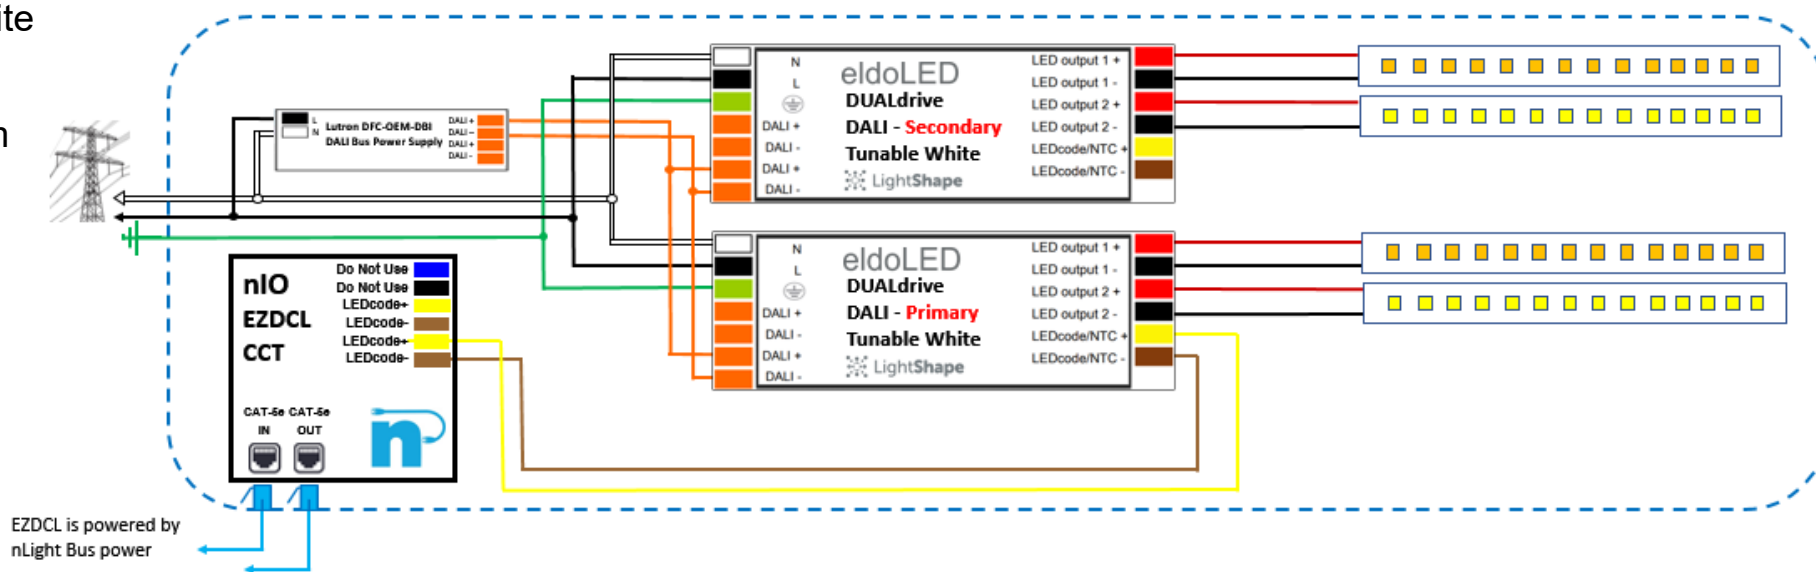 ite
n
L
N
Lutron DFC-OEM-DBI
DALI Bus Power Supply
DALI +
DALI -
DALI +
DALI -
N
L
DALI +
DALI -
DALI +
DALI -
eldoLED
DUALdrive
DALI - Secondary
Tunable White
LightShape
LED output 1 +
LED output 1 -
LED output 2 +
LED output 2 -
LEDcode/NTC +
LEDcode/NTC -
N
L
DALI +
DALI -
DALI +
DALI -
eldoLED
DUALdrive
DALI - Primary
Tunable White
LightShape
LED output 1 +
LED output 1 -
LED output 2 +
LED output 2 -
LEDcode/NTC +
LEDcode/NTC -
nIO
EZDCL
CCT
Do Not Use
Do Not Use
LEDcode+
LEDcode-
LEDcode+
LEDcode-
CAT-5e CAT-5e
IN OUT
n
EZDCL is powered by
nLight Bus power